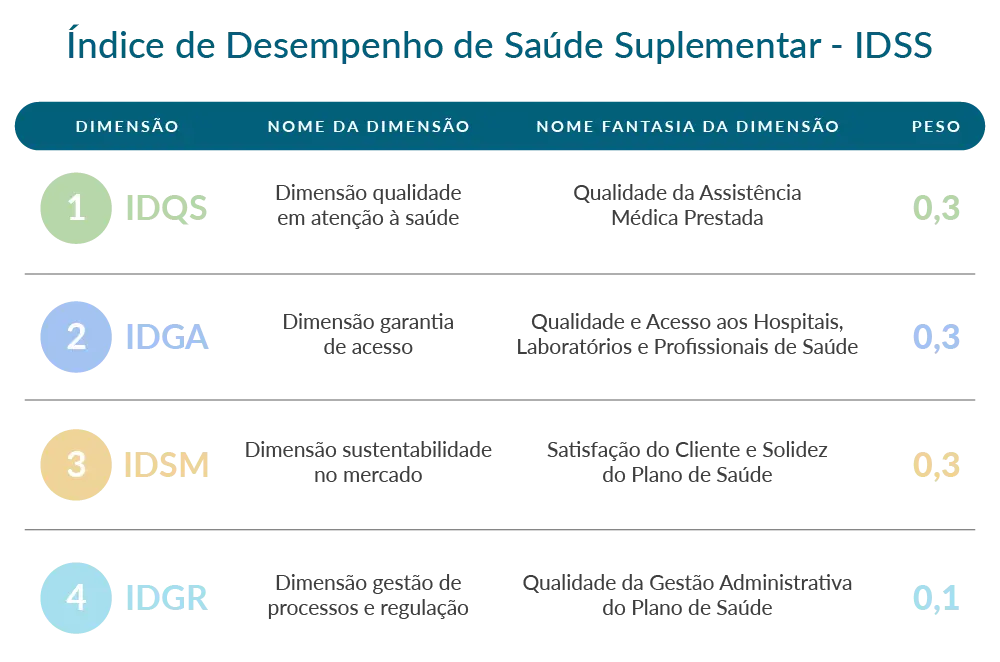 Índice de Desempenho de Saúde Suplementar - IDSS
DIMENSÃO NOME DA DIMENSÃO NOME FANTASIA DA DIMENSÃO PESO
1 IDQS Dimensão qualidade em atenção à saúde Qualidade da Assistência Médica Prestada 0,3
2 IDGA Dimensão garantia de acesso Qualidade e Acesso aos Hospitais, Laboratórios e Profissionais de Saúde 0,3
3 IDSM Dimensão sustentabilidade no mercado Satisfação do Cliente e Solidez do Plano de Saúde 0,3
4 IDGR Dimensão gestão de processos e regulação Qualidade da Gestão Administrativa do Plano de Saúde 0,1